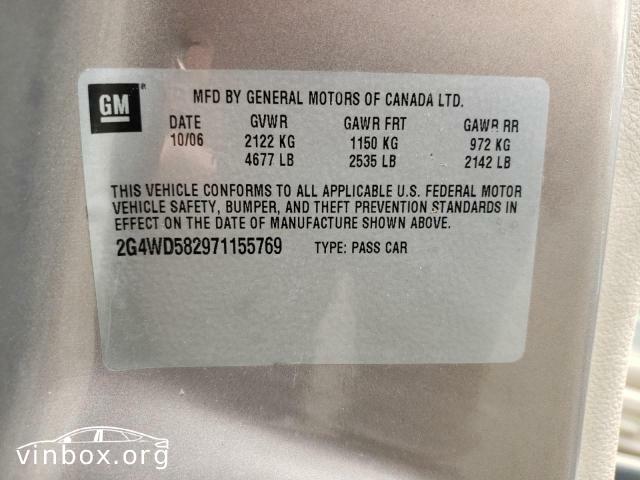 GM®
MFD BY GENERAL MOTORS OF CANADA LTD.
DATE GVWR GAWR FRT GAWR RR
10/06 2122 KG 1150 KG 972 KG
4677 LB 2535 LB 2142 LB
THIS VEHICLE CONFORMS TO ALL APPLICABLE U.S. FEDERAL MOTOR
VEHICLE SAFETY, BUMPER, AND THEFT PREVENTION STANDARDS IN
EFFECT ON THE DATE OF MANUFACTURE SHOWN ABOVE.
2G4WD582971155769 TYPE: PASS CAR
vinbox.org